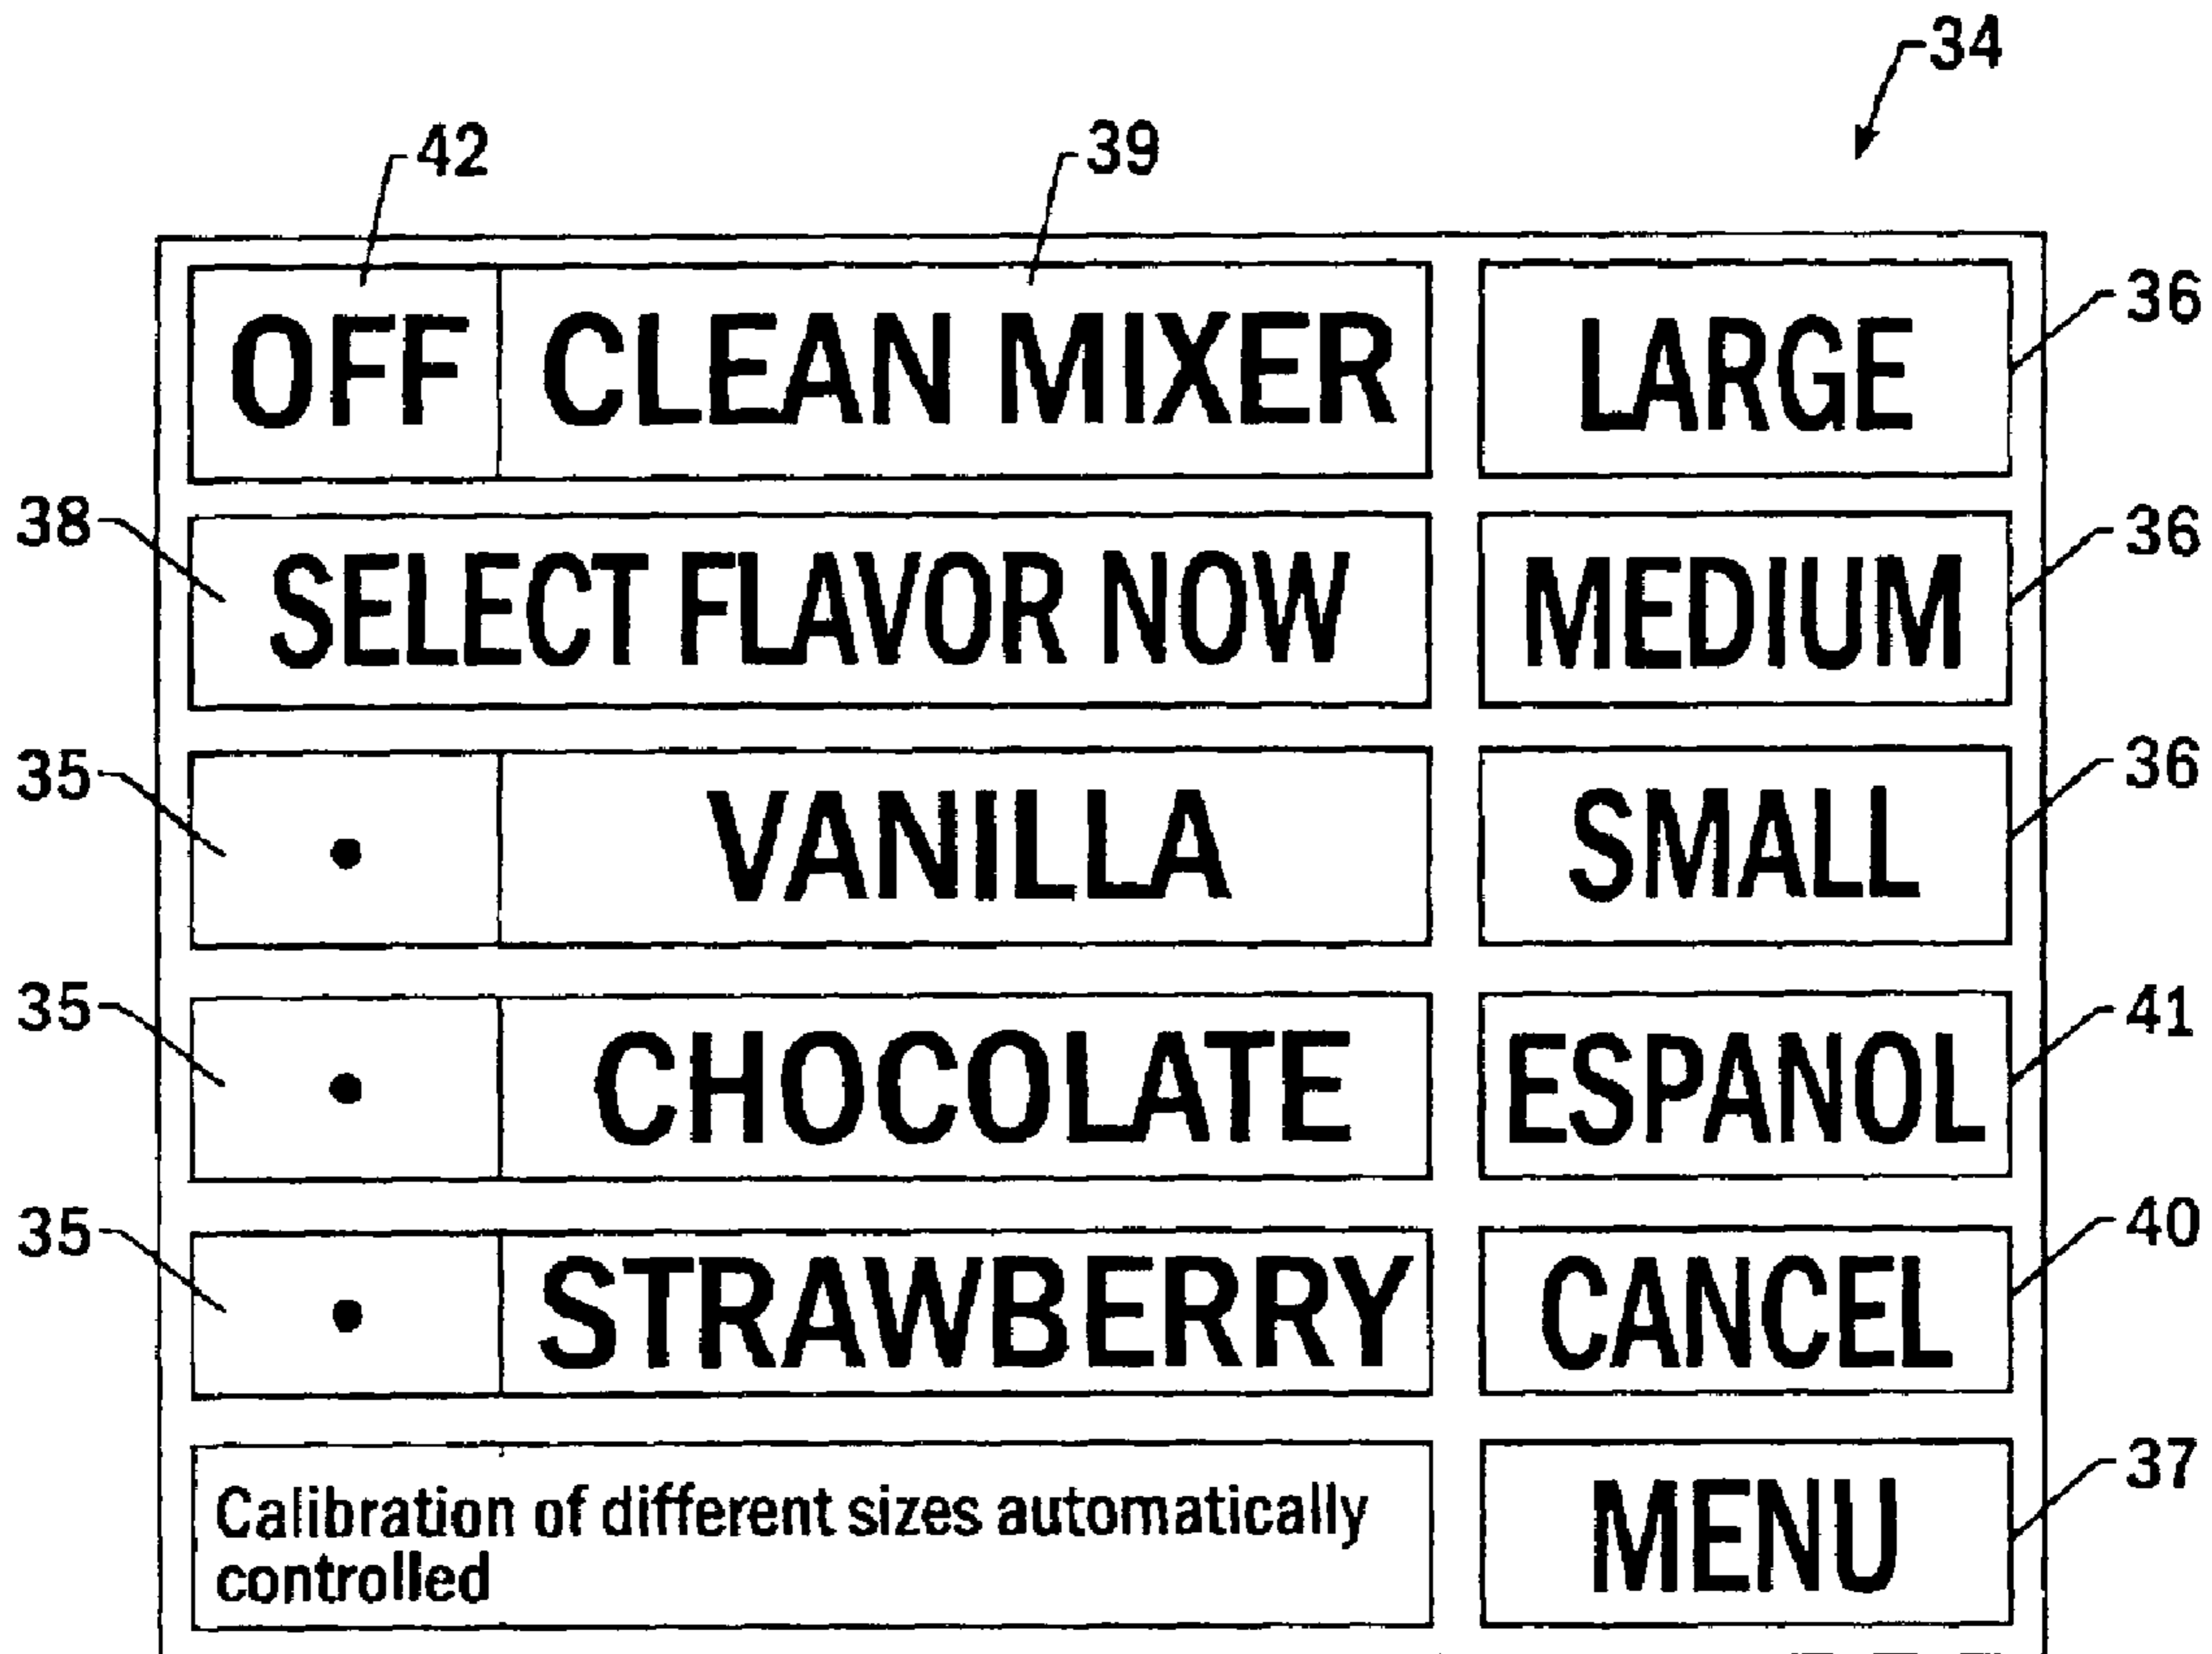 34
42
39
OFF CLEAN MIXER LARGE 36
38 SELECT FLAVOR NOW MEDIUM 36
35 VANILLA SMALL 36
35 CHOCOLATE ESPANOL 41
35 STRAWBERRY CANCEL 40
Calibration of different sizes automatically
controlled
MENU 37